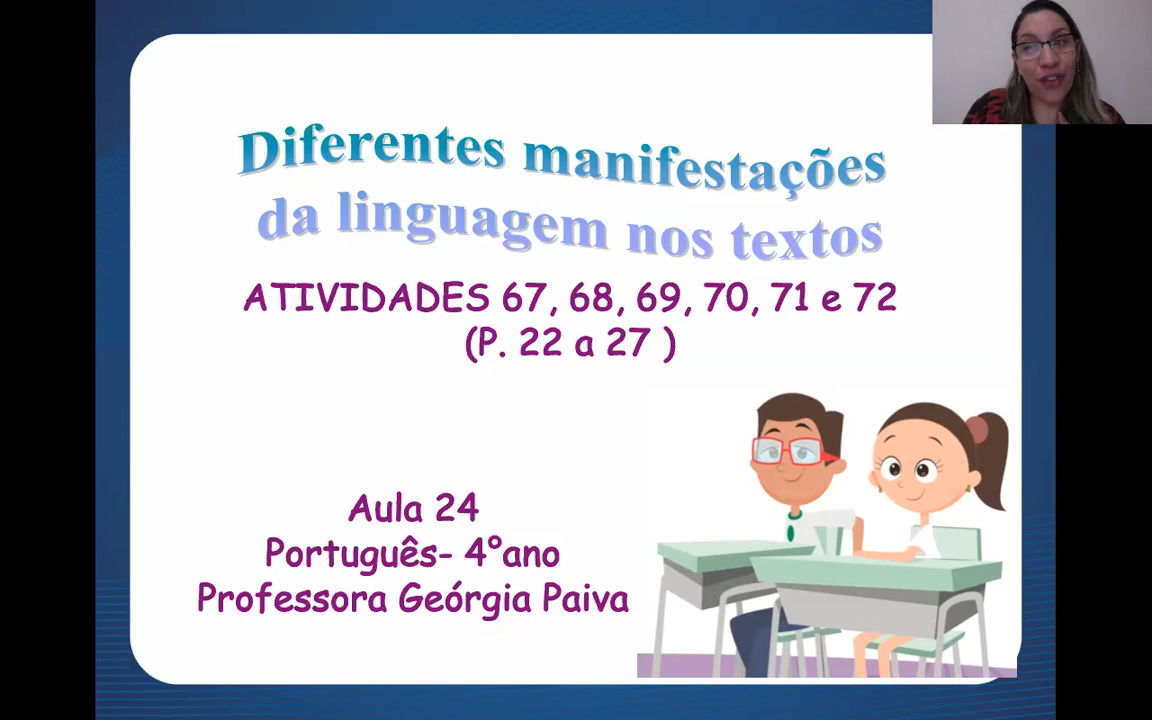 Diferentes manifestações
da linguagem nos textos
ATIVIDADES 67, 68, 69, 70, 71 e 72
(P. 22 a 27 )
Aula 24
Português- 4°ano
Professora Geórgia Paiva